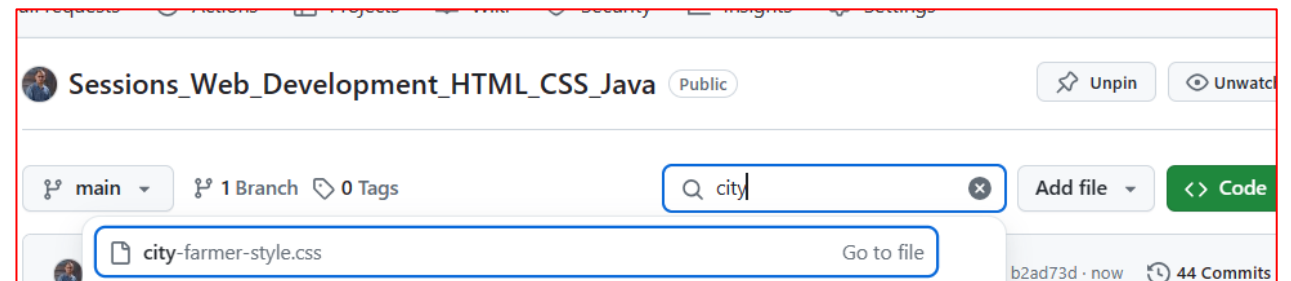 Sessions_Web_Development_HTML_CSS_Java Public Unpin
main 1 Branch 0 Tags city Add file Code
city-farmer-style.css Go to file
b2ad73d · now 44 Commits